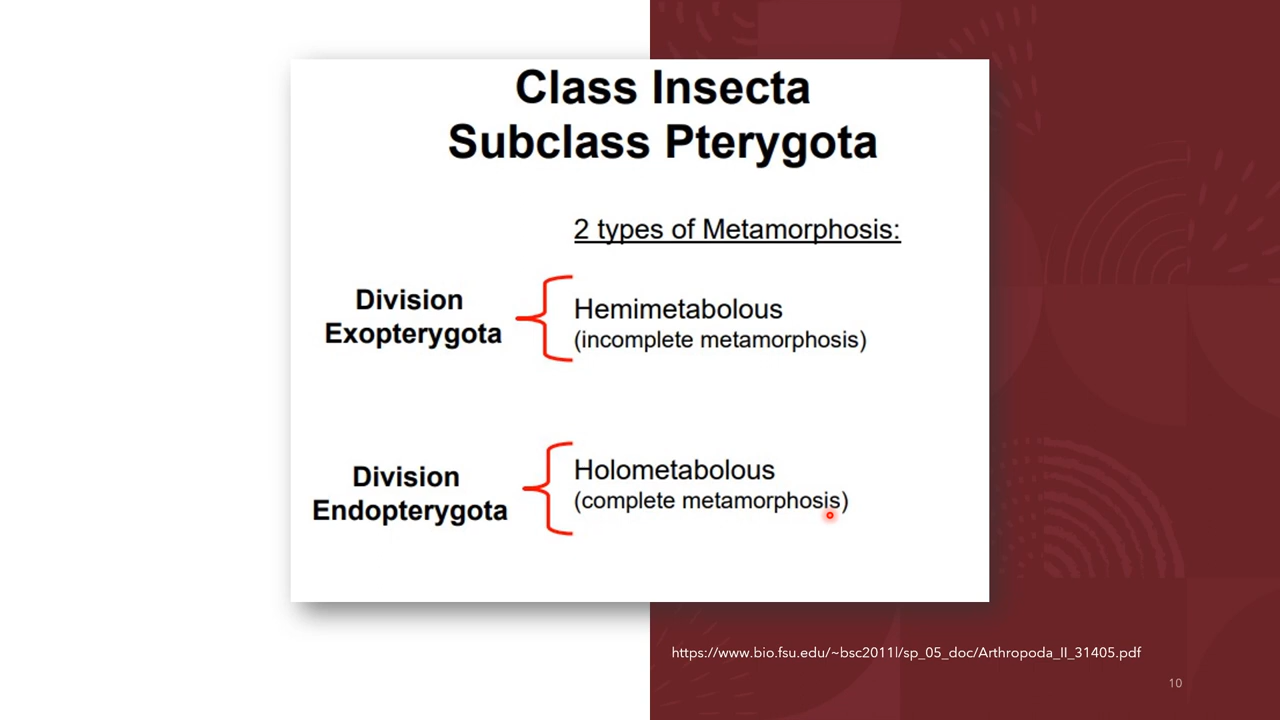 Class Insecta
Subclass Pterygota
2 types of Metamorphosis:
Division
Exopterygota
Hemimetabolous
(incomplete metamorphosis)
Division
Endopterygota
Holometabolous
(complete metamorphosis)
https://www.bio.fsu.edu/~bsc2011l/sp_05_doc/Arthropoda_II_31405.pdf
10